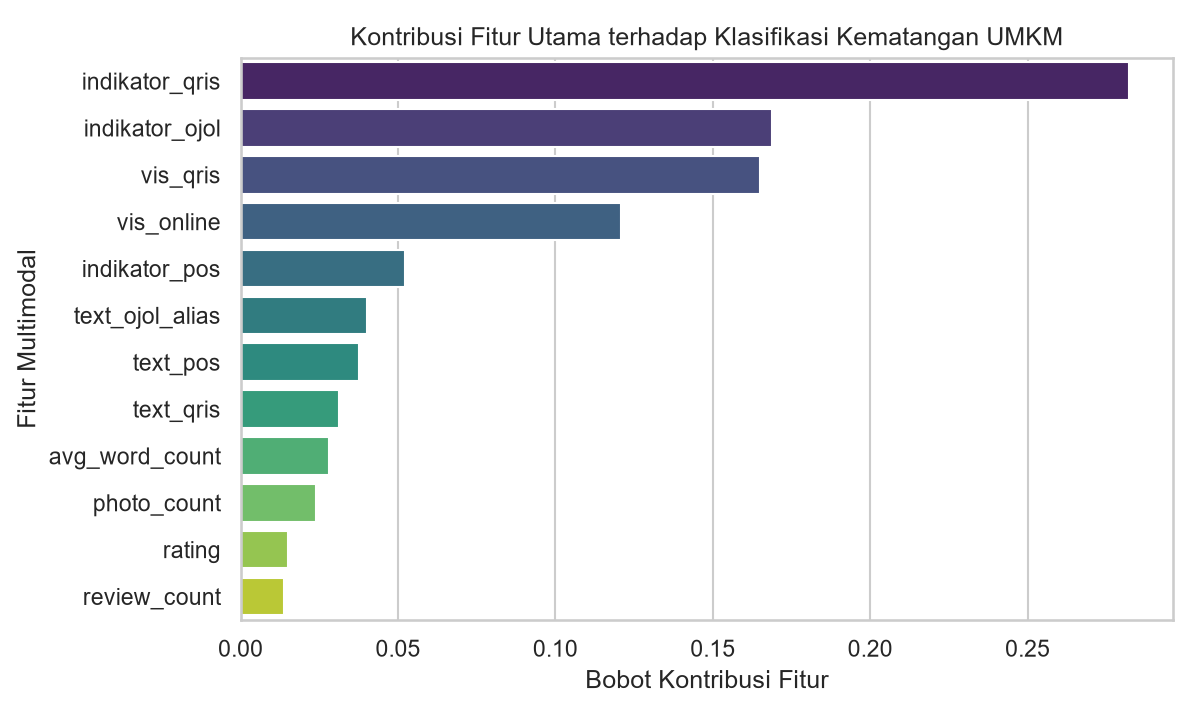 Kontribusi Fitur Utama terhadap Klasifikasi Kematangan UMKM
Fitur Multimodal
indikator_qris
indikator_ojol
vis_qris
vis_online
indikator_pos
text_ojol_alias
text_pos
text_qris
avg_word_count
photo_count
rating
review_count
0.00 0.05 0.10 0.15 0.20 0.25
Bobot Kontribusi Fitur